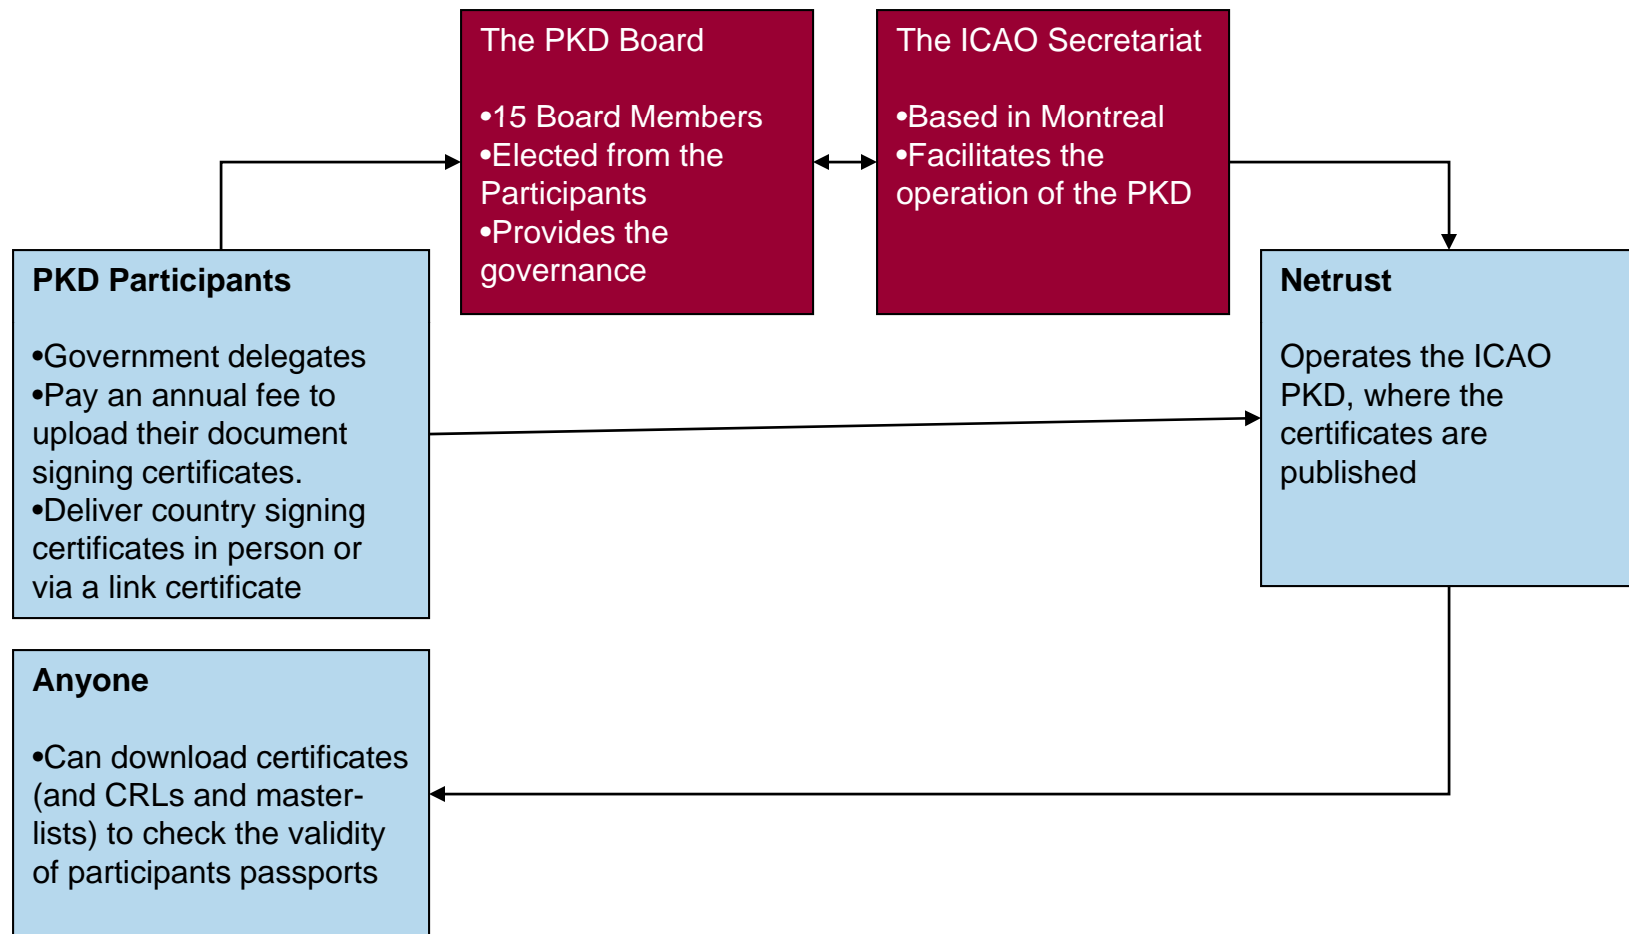 The PKD Board
•15 Board Members
•Elected from the
Participants
•Provides the
governance
The ICAO Secretariat
•Based in Montreal
•Facilitates the
operation of the PKD
PKD Participants
•Government delegates
•Pay an annual fee to
upload their document
signing certificates.
•Deliver country signing
certificates in person or
via a link certificate
Netrust
Operates the ICAO
PKD, where the
certificates are
published
Anyone
•Can download certificates
(and CRLs and master-
lists) to check the validity
of participants passports